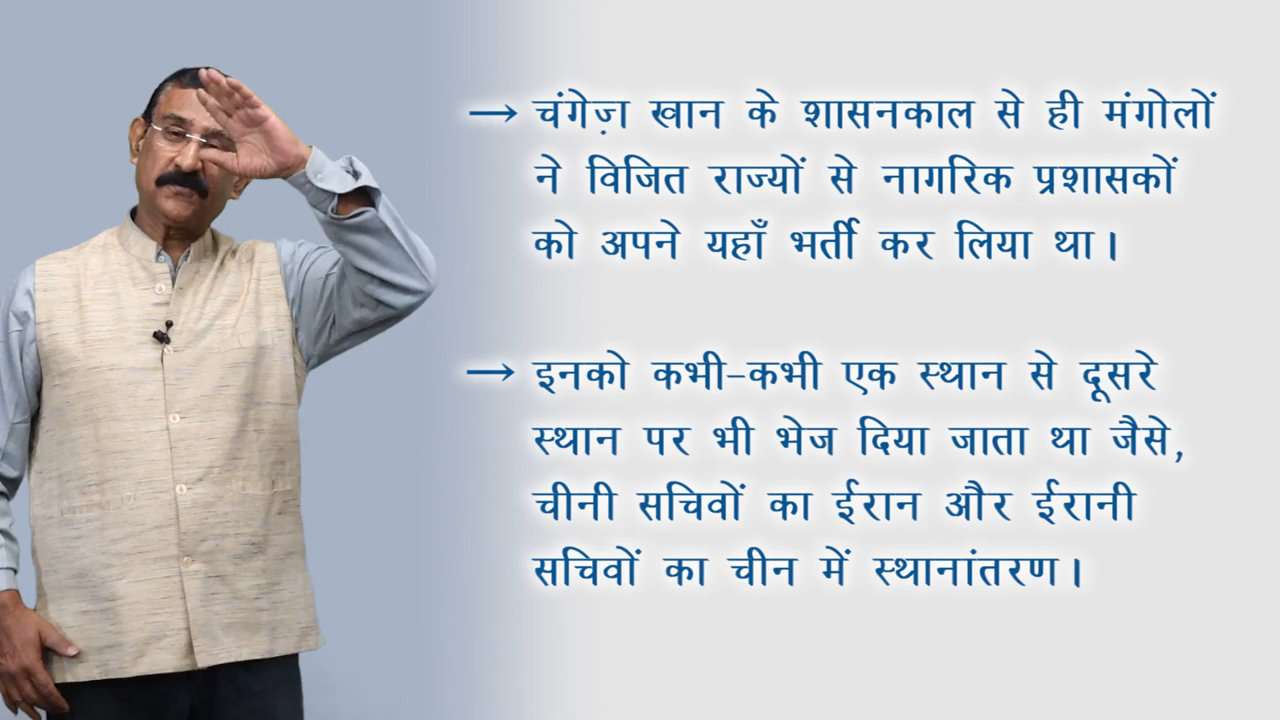 → चंगेज़ खान के शासनकाल से ही मंगोलों
ने विजित राज्यों से नागरिक प्रशासकों
को अपने यहाँ भर्ती कर लिया था।
→ इनको कभी-कभी एक स्थान से दूसरे
स्थान पर भी भेज दिया जाता था जैसे,
चीनी सचिवों का ईरान और ईरानी
सचिवों का चीन में स्थानांतरण।